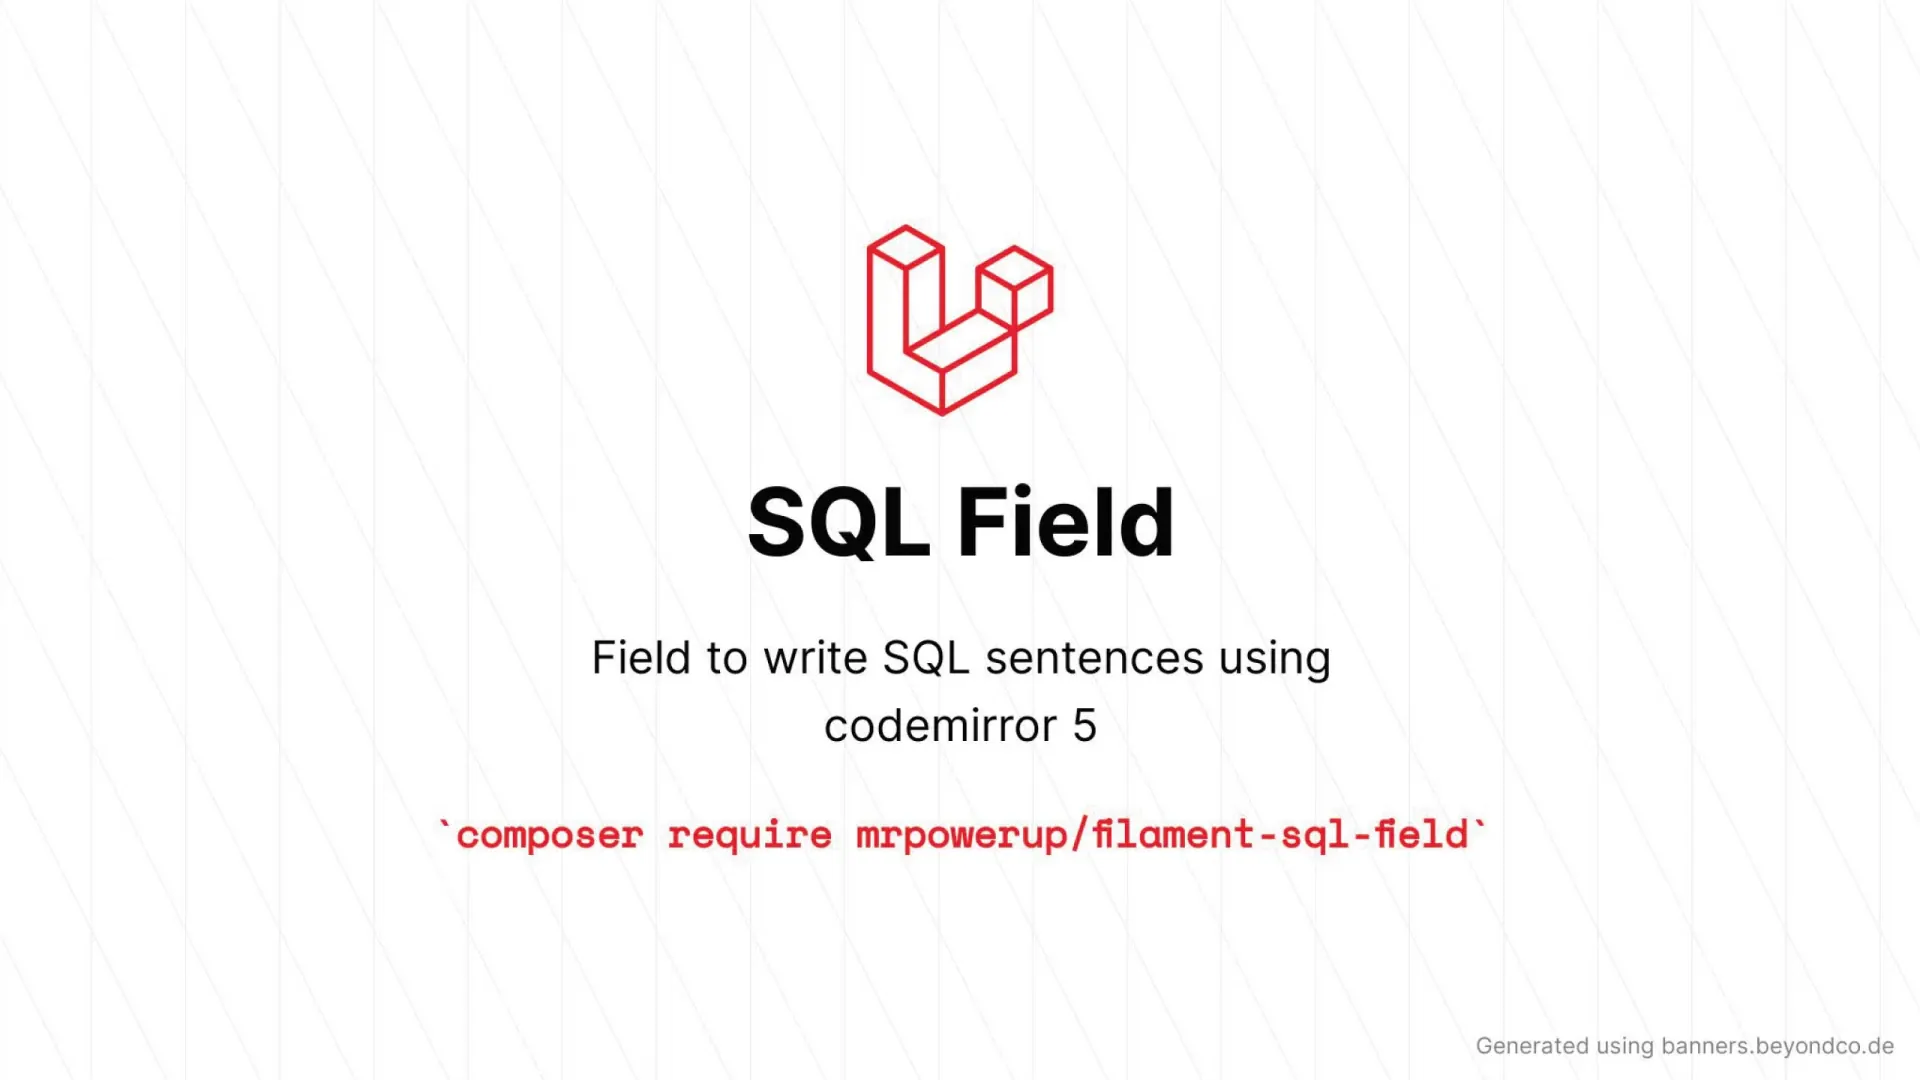 SQL Field
Field to write SQL sentences using
codemirror 5
`composer require mrpowerup/filament-sql-field`
Generated using banners.beyondco.de